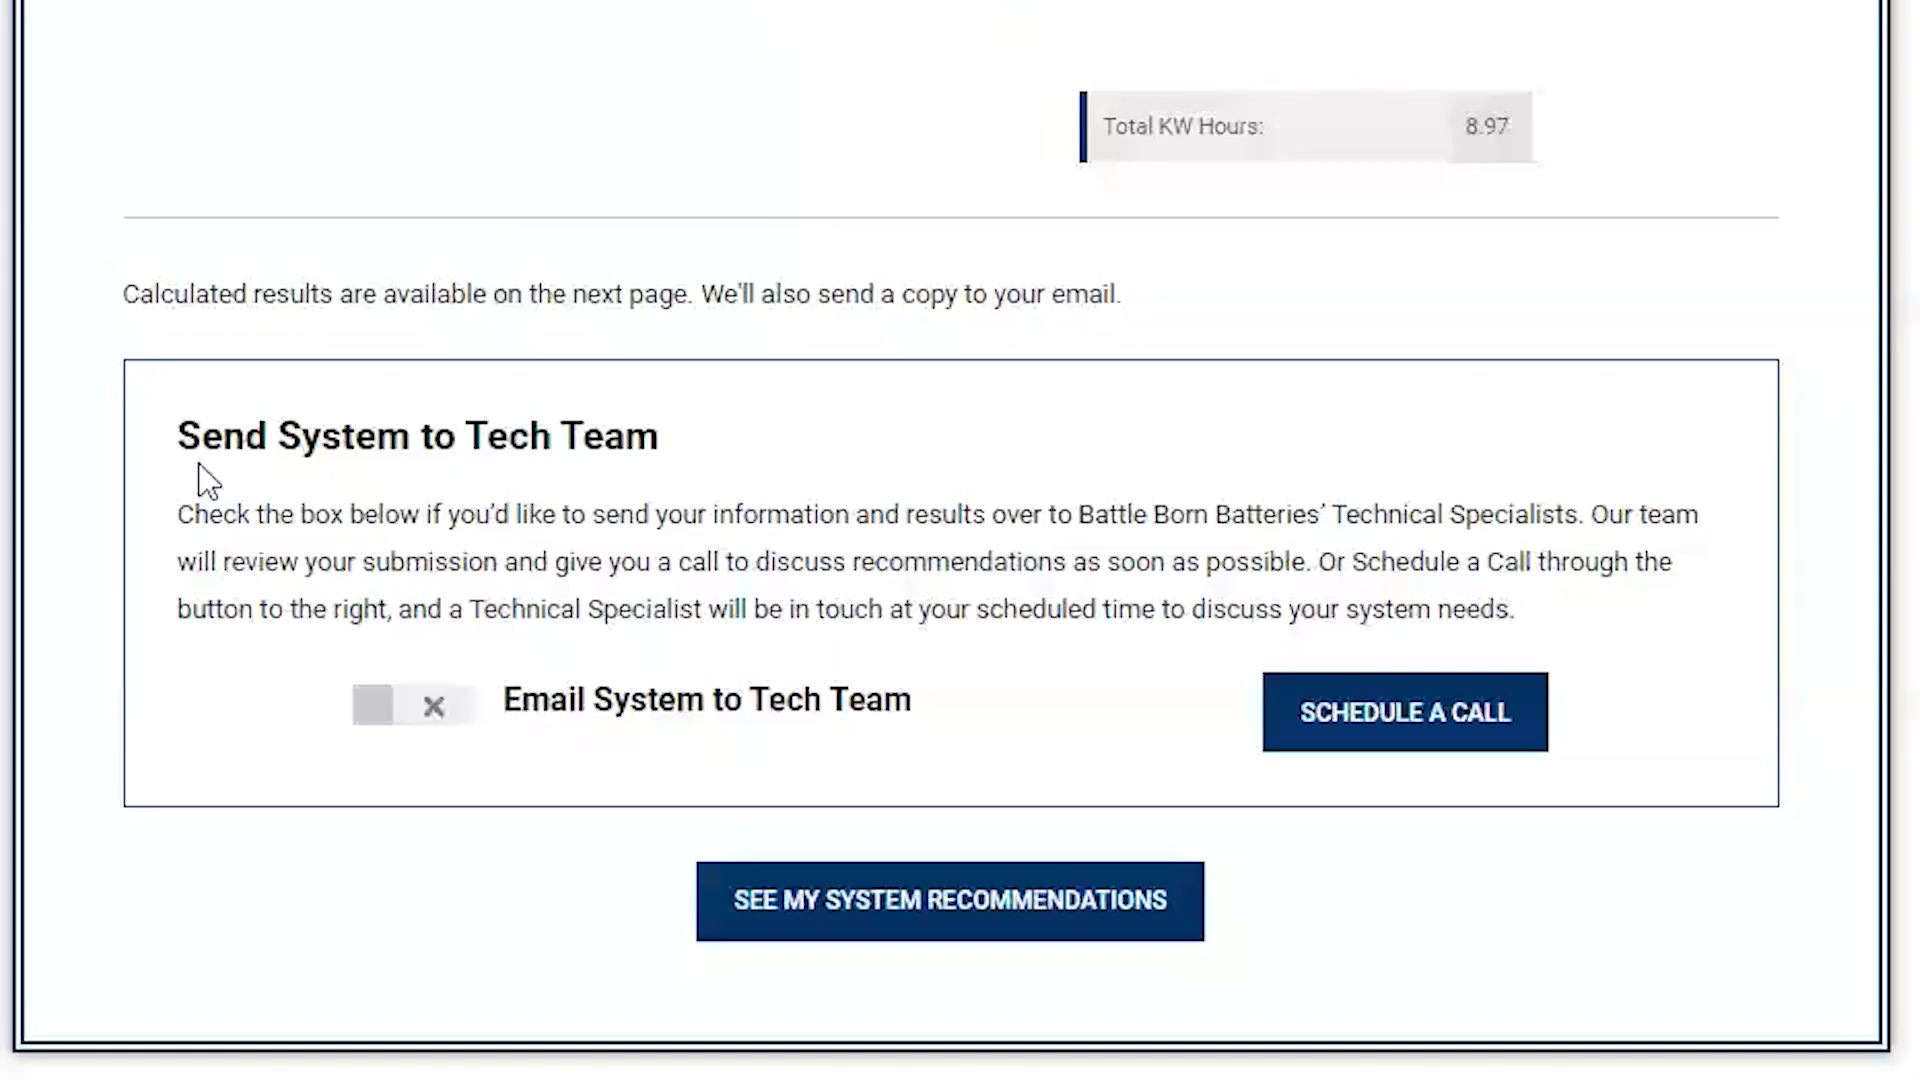 Total KW Hours: 8.97
Calculated results are available on the next page. We'll also send a copy to your email.
Send System to Tech Team
Check the box below if you'd like to send your information and results over to Battle Born Batteries’ Technical Specialists. Our team
will review your submission and give you a call to discuss recommendations as soon as possible. Or Schedule a Call through the
button to the right, and a Technical Specialist will be in touch at your scheduled time to discuss your system needs.
Email System to Tech Team
SCHEDULE A CALL
SEE MY SYSTEM RECOMMENDATIONS